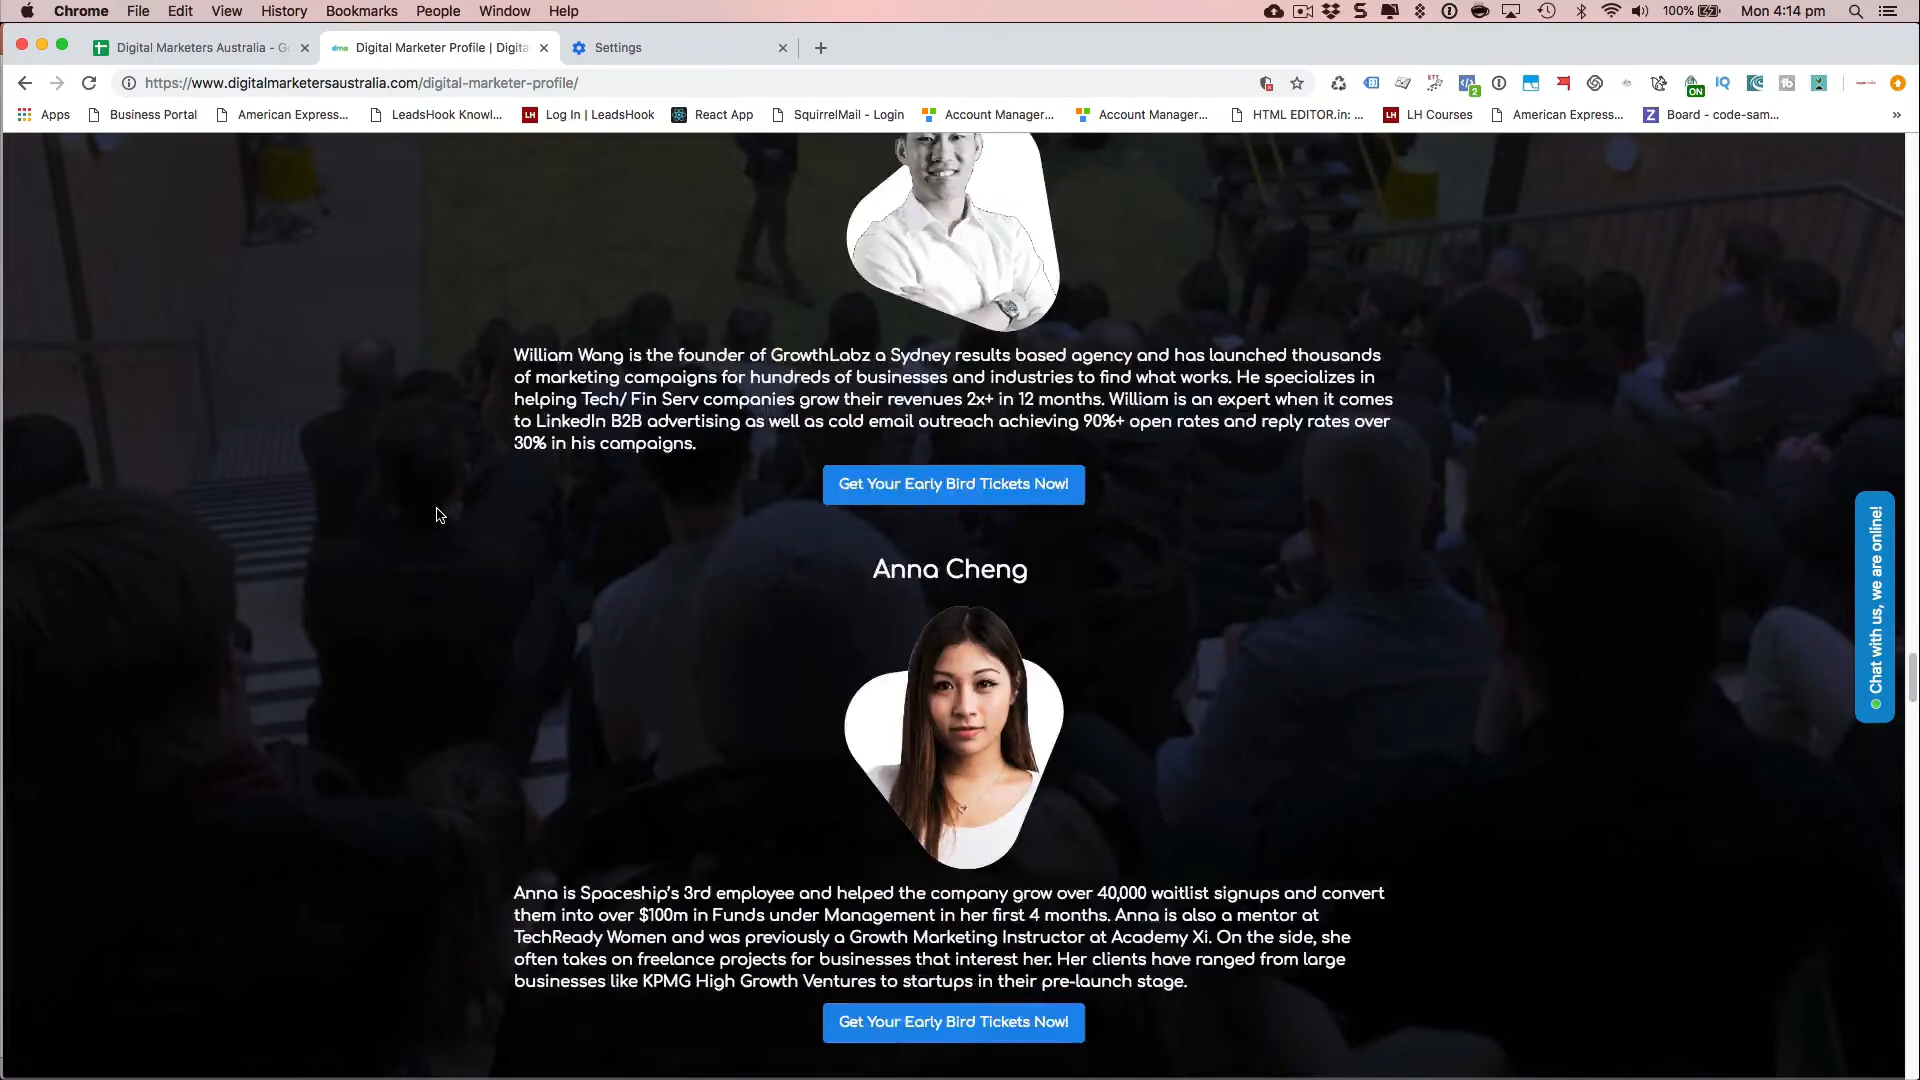 Chrome File Edit View History Bookmarks People Window Help 100% Mon 4:14 pm
Digital Marketers Australia - Go Digital Marketer Profile | Digita Settings
https://www.digitalmarketersaustralia.com/digital-marketer-profile/
Apps Business Portal American Express... LeadsHook Knowl... Log In | LeadsHook React App SquirrelMail - Login Account Manager... Account Manager... HTML EDITOR.in: ... LH Courses American Express... Board - code-sam... »
William Wang is the founder of GrowthLabz a Sydney results based agency and has launched thousands
of marketing campaigns for hundreds of businesses and industries to find what works. He specializes in
helping Tech/ Fin Serv companies grow their revenues 2x+ in 12 months. William is an expert when it comes
to LinkedIn B2B advertising as well as cold email outreach achieving 90%+ open rates and reply rates over
30% in his campaigns.
Get Your Early Bird Tickets Now!
Chat with us, we are online!
Anna Cheng
Anna is Spaceship's 3rd employee and helped the company grow over 40,000 waitlist signups and convert
them into over $100m in Funds under Management in her first 4 months. Anna is also a mentor at
TechReady Women and was previously a Growth Marketing Instructor at Academy Xi. On the side, she
often takes on freelance projects for businesses that interest her. Her clients have ranged from large
businesses like KPMG High Growth Ventures to startups in their pre-launch stage.
Get Your Early Bird Tickets Now!